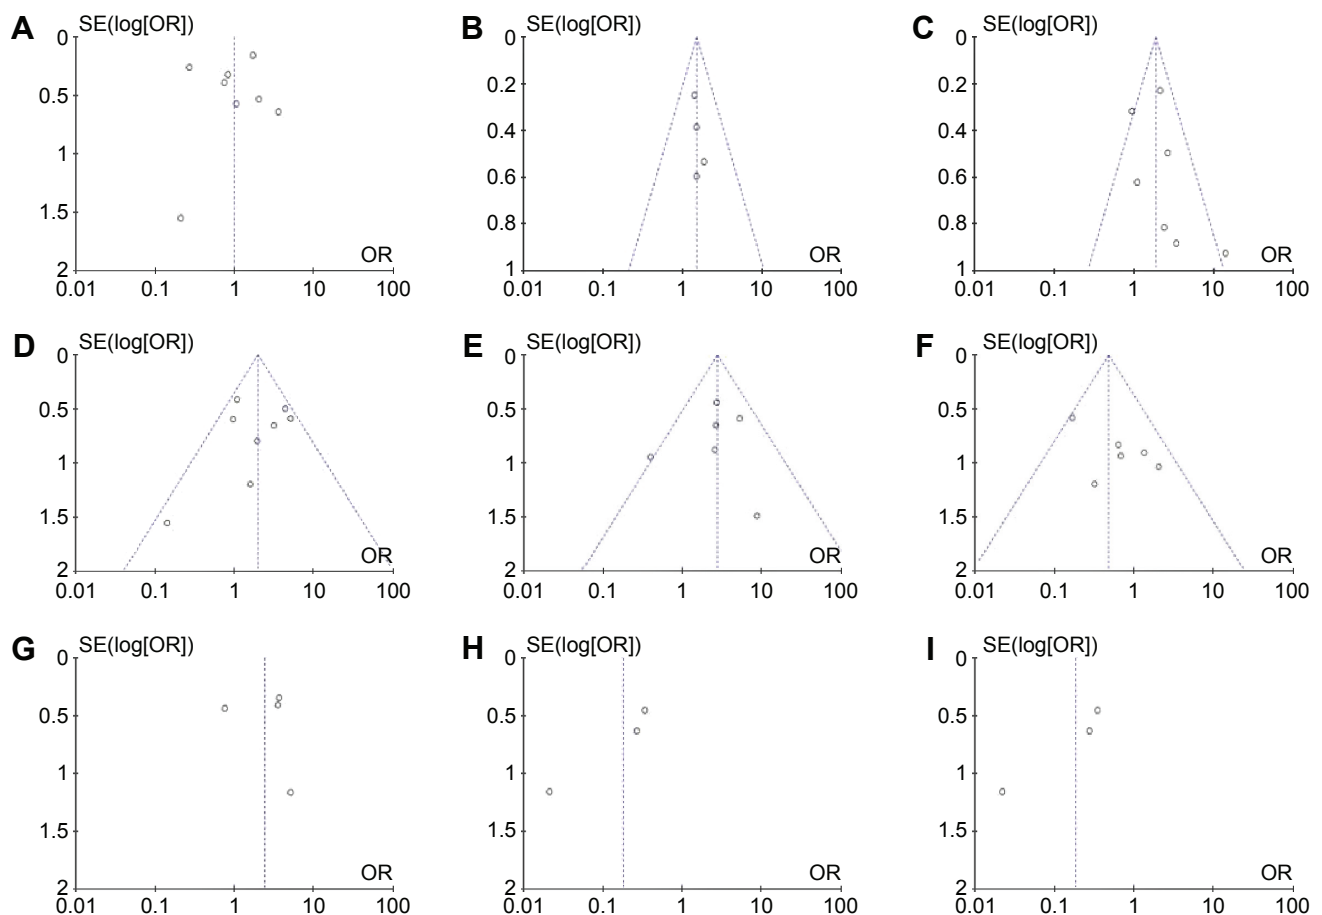 A SE(log[OR])
0
0.5
1
1.5
2
OR
0.01 0.1 1 10 100
B SE(log[OR])
0
0.2
0.4
0.6
0.8
1
OR
0.01 0.1 1 10 100
C SE(log[OR])
0
0.2
0.4
0.6
0.8
1
OR
0.01 0.1 1 10 100
D SE(log[OR])
0
0.5
1
1.5
2
OR
0.01 0.1 1 10 100
E SE(log[OR])
0
0.5
1
1.5
2
OR
0.01 0.1 1 10 100
F SE(log[OR])
0
0.5
1
1.5
2
OR
0.01 0.1 1 10 100
G SE(log[OR])
0
0.5
1
1.5
2
OR
0.01 0.1 1 10 100
H SE(log[OR])
0
0.5
1
1.5
2
OR
0.01 0.1 1 10 100
I SE(log[OR])
0
0.5
1
1.5
2
OR
0.01 0.1 1 10 100